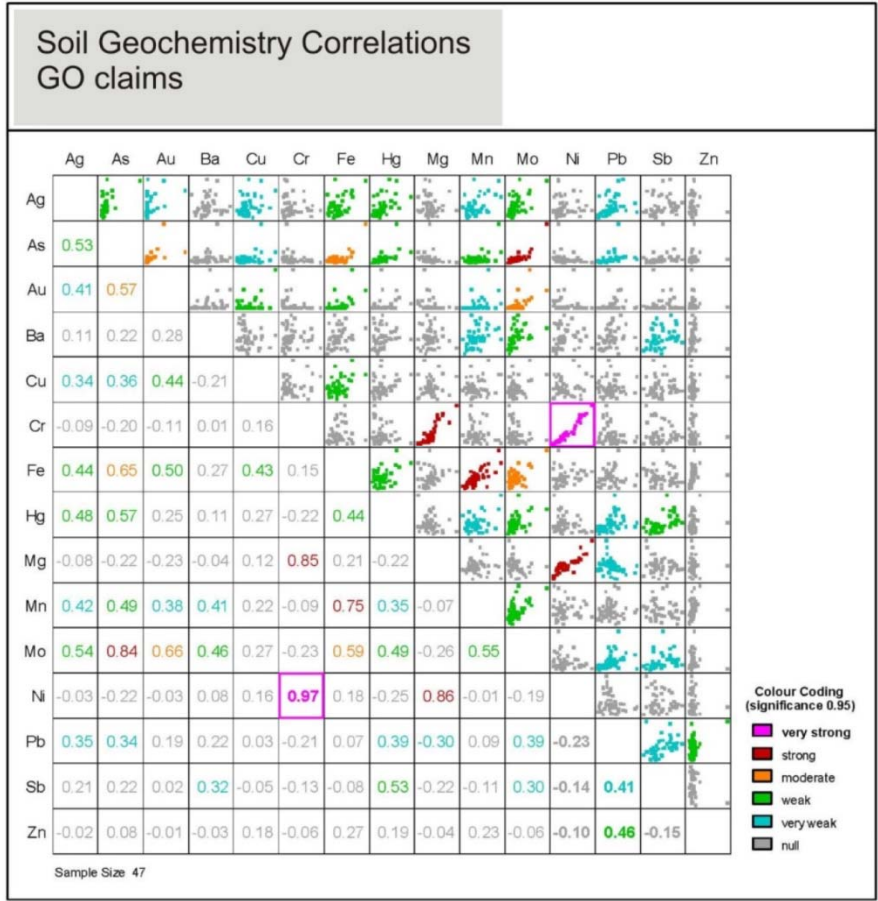 Soil Geochemistry Correlations
GO claims
Ag As Au Ba Cu Cr Fe Hg Mg Mn Mo Ni Pb Sb Zn
Ag
As 0.53
Au 0.41 0.57
Ba 0.11 0.22 0.28
Cu 0.34 0.36 0.44 -0.21
Cr -0.09 -0.20 -0.11 0.01 0.16
Fe 0.44 0.65 0.50 0.27 0.43 0.15
Hg 0.48 0.57 0.25 0.11 0.27 -0.22 0.44
Mg -0.08 -0.22 -0.23 -0.04 0.12 0.85 0.21 -0.22
Mn 0.42 0.49 0.38 0.41 0.22 -0.09 0.75 0.35 -0.07
Mo 0.54 0.84 0.66 0.46 0.27 -0.23 0.59 0.49 -0.26 0.55
Ni -0.03 -0.22 -0.03 0.08 0.16 0.97 0.18 -0.25 0.86 -0.01 -0.19
Pb 0.35 0.34 0.19 0.22 0.03 -0.21 0.07 0.39 -0.30 0.09 0.39 -0.23
Sb 0.21 0.22 0.02 0.32 -0.05 -0.13 -0.08 0.53 -0.22 -0.11 0.30 -0.14 0.41
Zn -0.02 0.08 -0.01 -0.03 0.18 -0.06 0.27 0.19 -0.04 0.23 -0.06 -0.10 0.46 -0.15
Sample Size 47
Colour Coding
(significance 0.95)
very strong
strong
moderate
weak
very weak
null